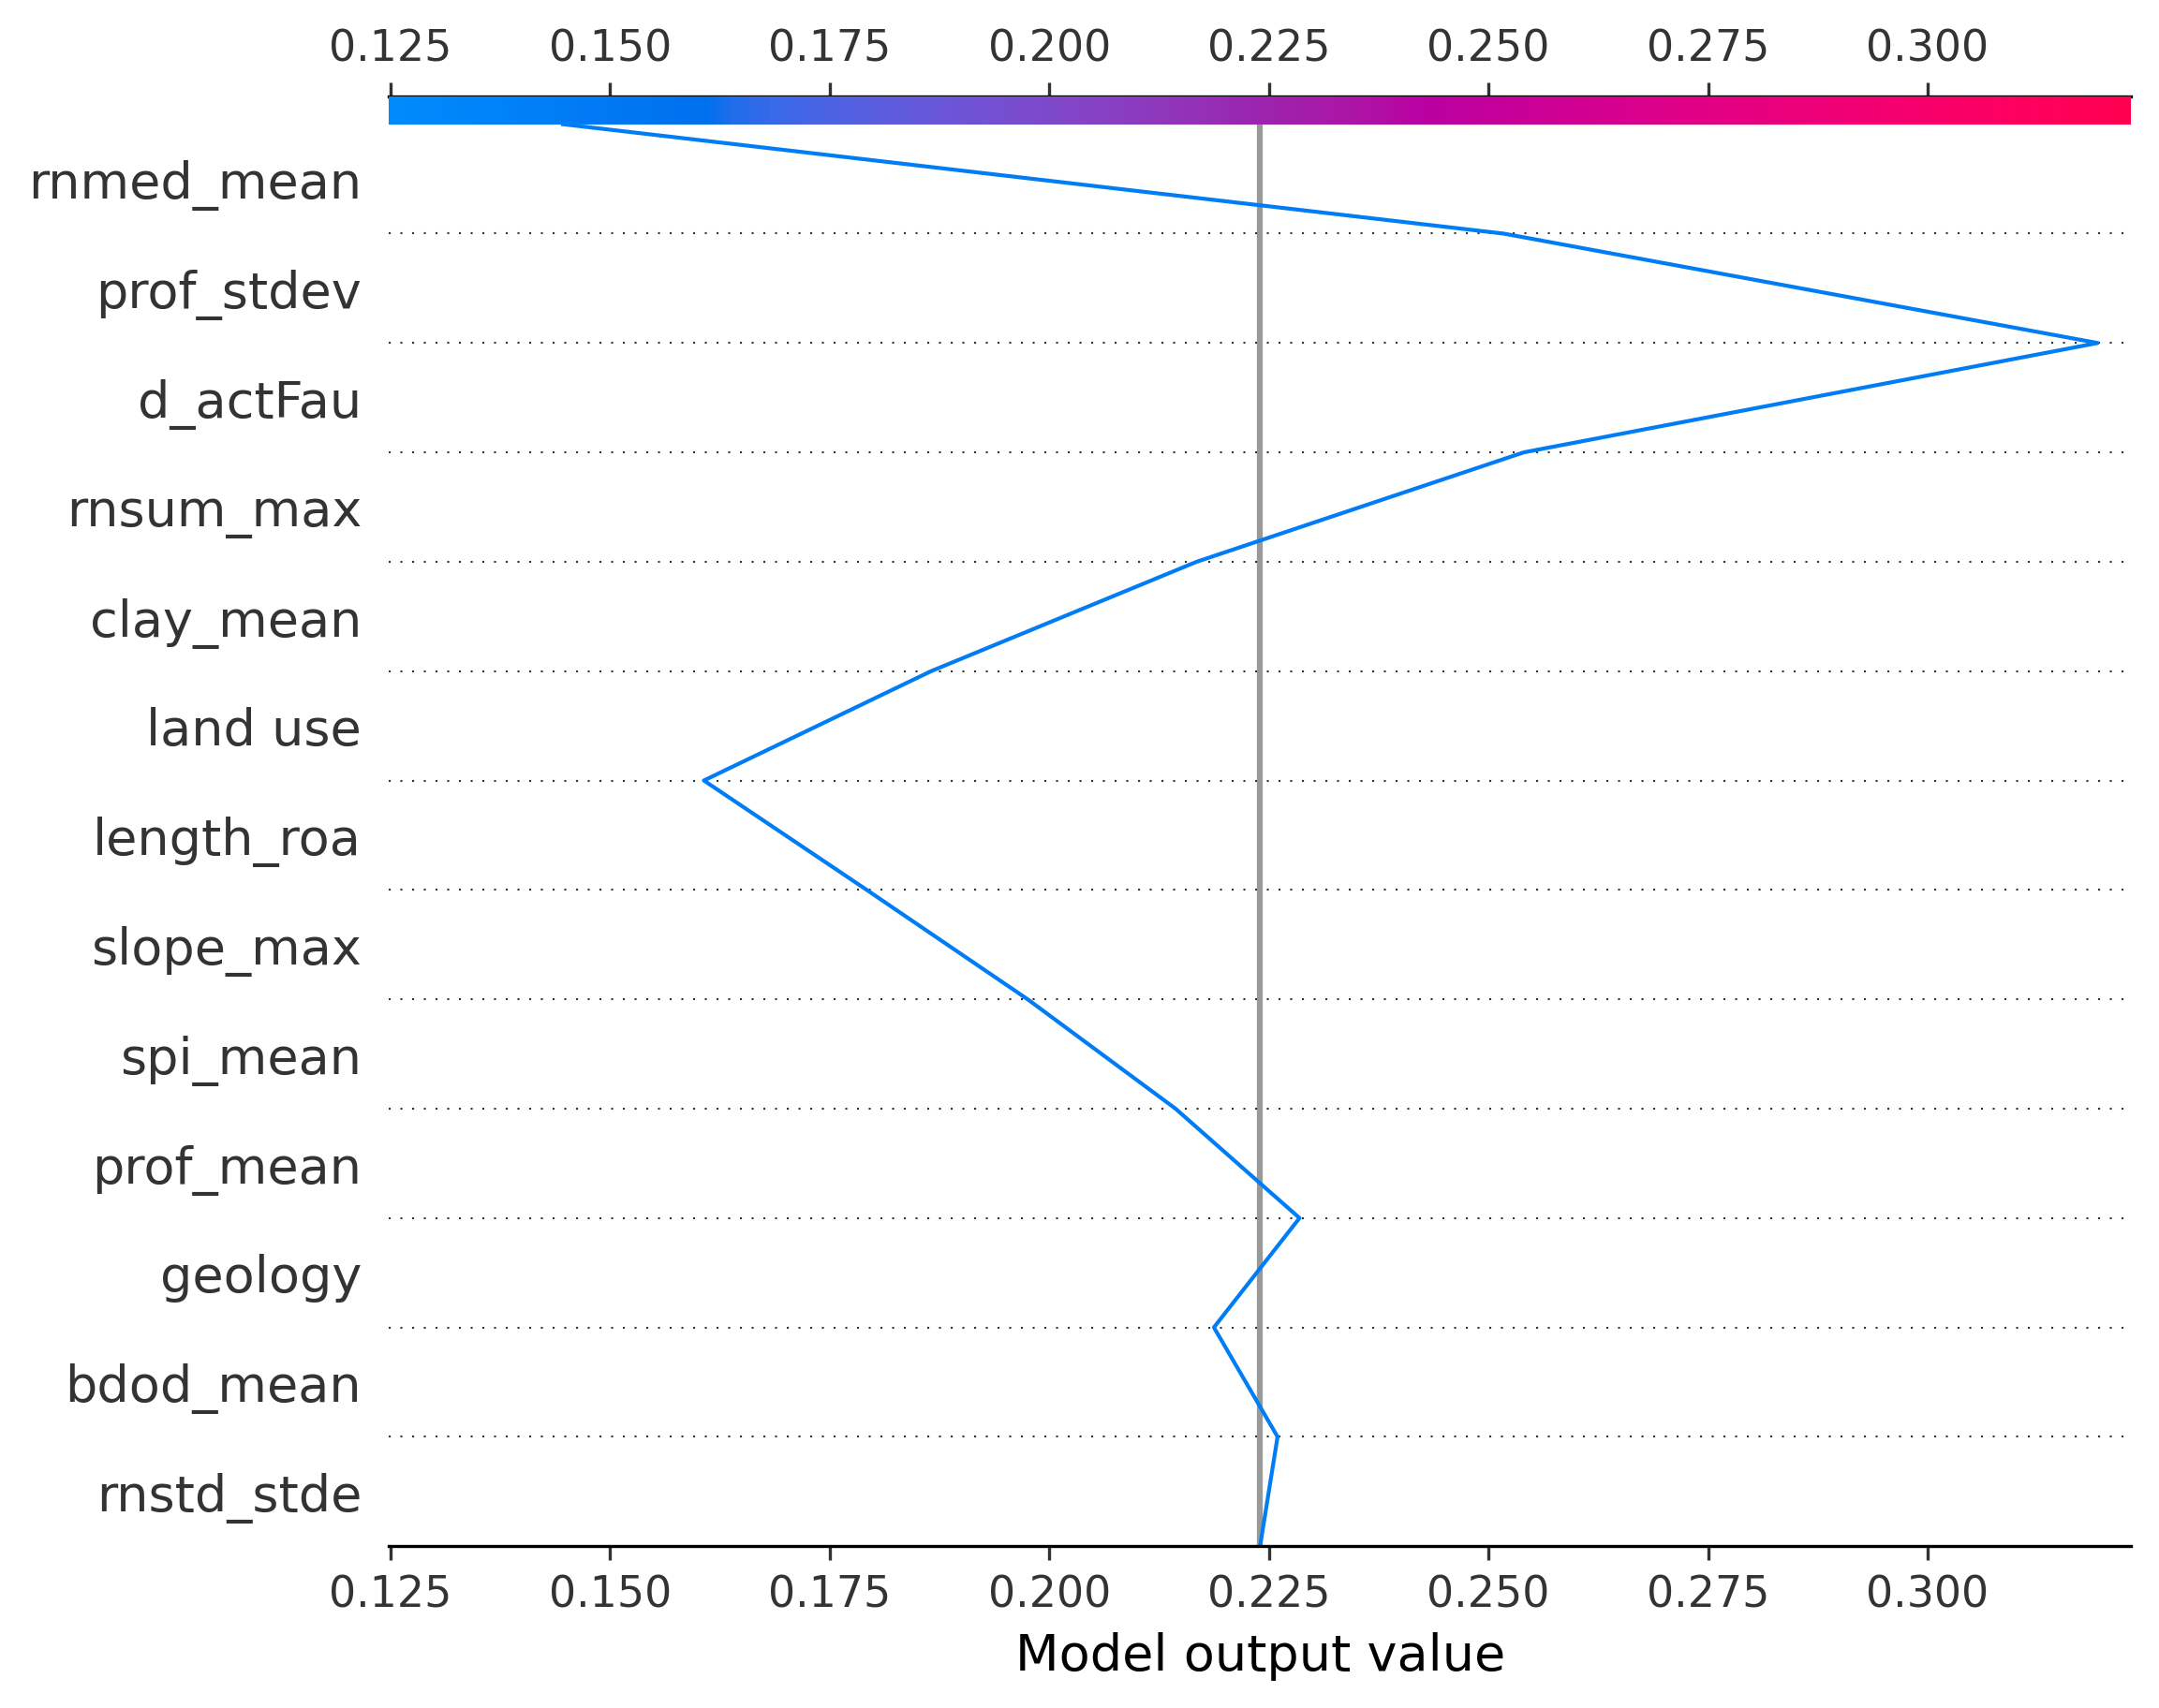 0.125 0.150 0.175 0.200 0.225 0.250 0.275 0.300
rnmed_mean
prof_stdev
d_actFau
rnsum_max
clay_mean
land use
length_roa
slope_max
spi_mean
prof_mean
geology
bdod_mean
rnstd_stde
0.125 0.150 0.175 0.200 0.225 0.250 0.275 0.300
Model output value